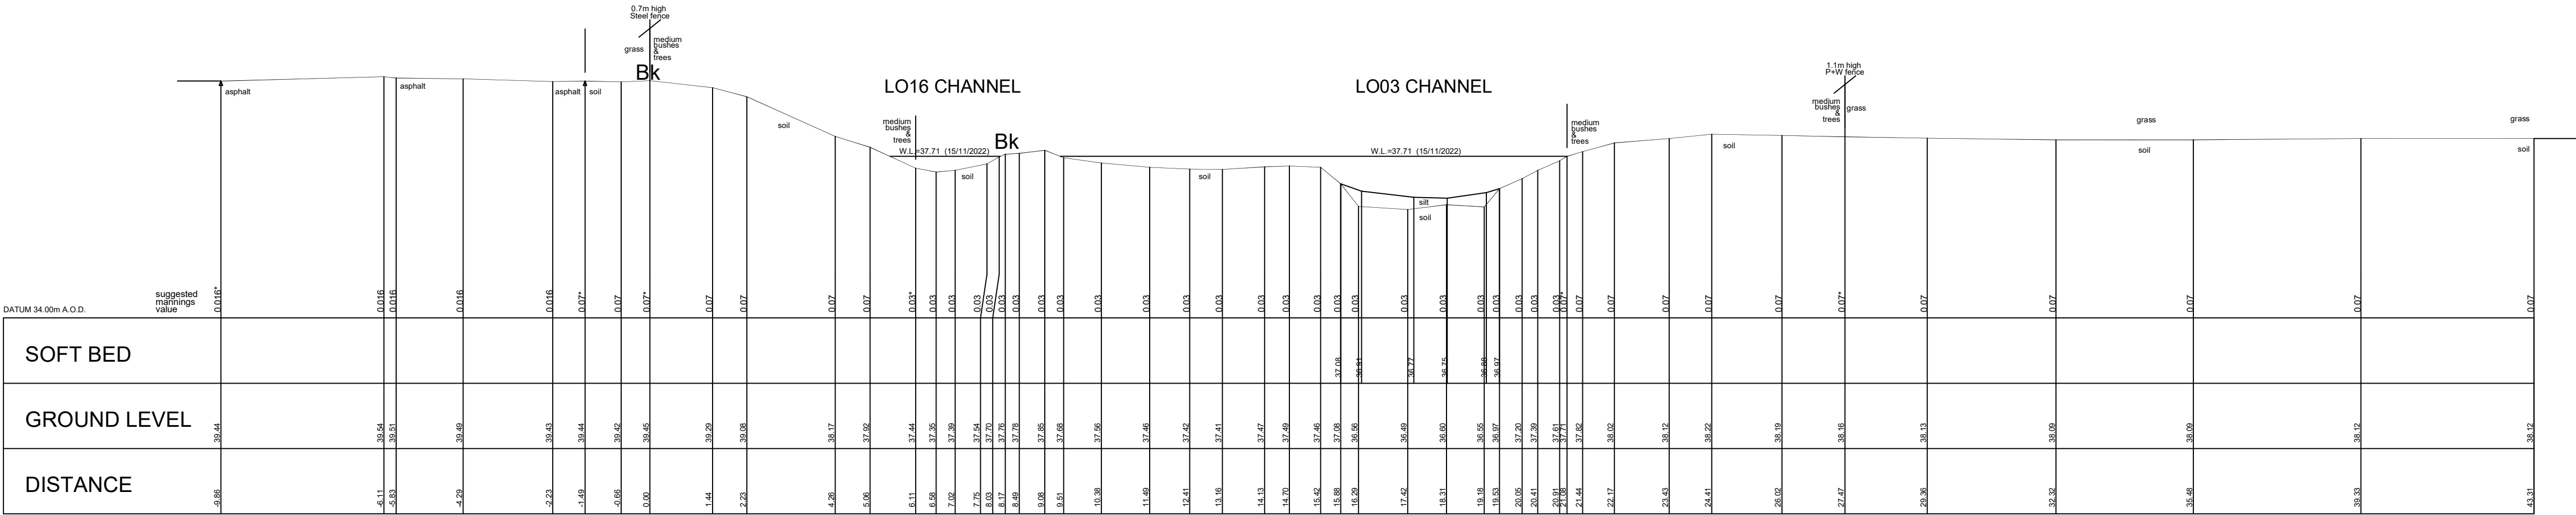 0.7m high
Steel fence
grass
medium
bushes
&
trees
Bk
asphalt
asphalt
asphalt
soil
soil
LO16 CHANNEL
medium
bushes
&
trees
Bk
W.L.=37.71 (15/11/2022)
soil
LO03 CHANNEL
W.L.=37.71 (15/11/2022)
soil
silt
soil
medium
bushes
&
trees
soil
1.1m high
P+W fence
medium
bushes
&
trees
grass
grass
soil
grass
soil
suggested
mannings
value
DATUM 34.00m A.O.D.
0.016* 0.016 0.016 0.016 0.016 0.07* 0.07 0.07* 0.07 0.07 0.07 0.07 0.03* 0.03 0.03 0.03 0.03 0.03 0.03 0.03 0.03 0.03 0.03 0.03 0.03 0.03 0.03 0.03 0.03 0.03 0.03 0.03 0.03 0.03 0.03 0.03 0.03 0.07* 0.07 0.07 0.07 0.07 0.07 0.07* 0.07 0.07 0.07 0.07 0.07
SOFT BED
37.08 36.91 36.77 36.75 36.88 36.97
GROUND LEVEL
39.44 39.54 39.51 39.49 39.43 39.44 39.42 39.45 39.29 39.08 38.17 37.92 37.44 37.35 37.39 37.54 37.70 37.76 37.78 37.85 37.68 37.56 37.46 37.42 37.41 37.47 37.49 37.46 37.08 36.56 36.49 36.60 36.55 36.97 37.20 37.39 37.61 37.71 37.82 38.02 38.12 38.22 38.19 38.16 38.13 38.09 38.09 38.12 38.12
DISTANCE
-9.86 -6.11 -5.83 -4.29 -2.23 -1.49 -0.66 0.00 1.44 2.23 4.26 5.06 6.11 6.58 7.02 7.75 8.03 8.17 8.49 9.08 9.51 10.38 11.49 12.41 13.16 14.13 14.70 15.42 15.88 16.29 17.42 18.31 19.18 19.53 20.05 20.41 20.91 21.08 21.44 22.17 23.43 24.41 26.02 27.47 29.36 32.32 35.48 39.33 43.31